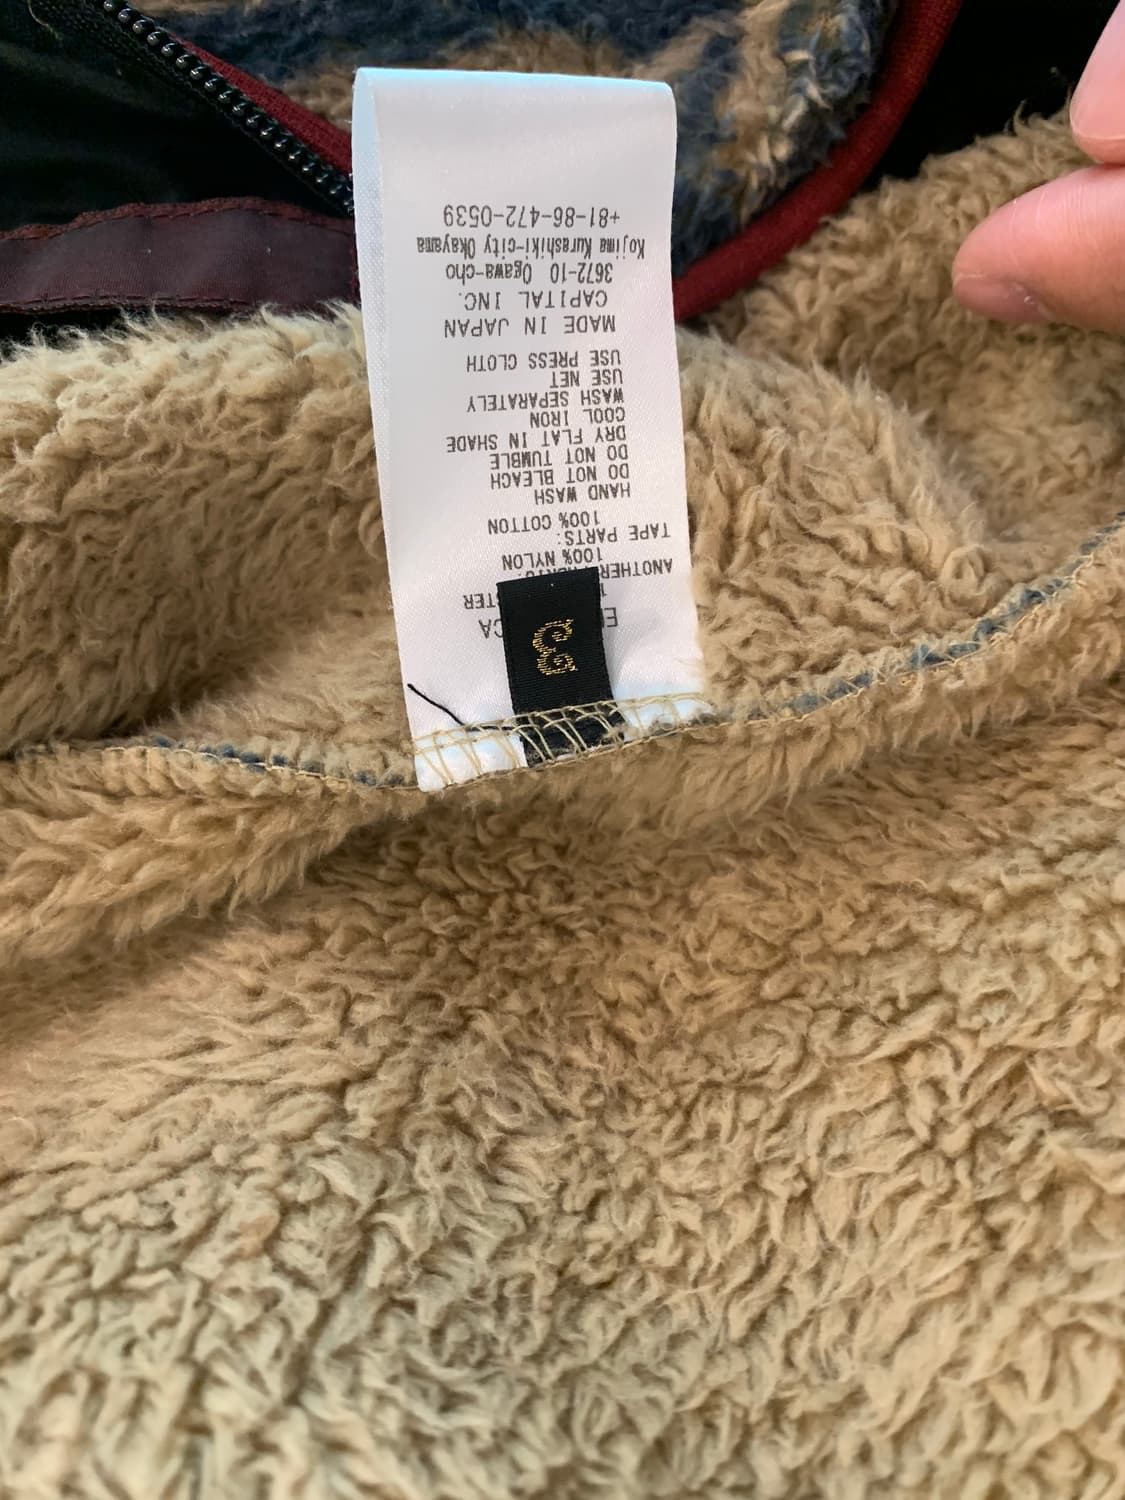 ANOTHER PARTS:
100% NYLON
TAPE PARTS:
100% COTTON
HAND WASH
DO NOT BLEACH
DO NOT TUMBLE
DRY FLAT IN SHADE
COOL IRON
WASH SEPARATELY
USE NET
USE PRESS CLOTH
MADE IN JAPAN
CAPITAL INC.
3672-10 Ogawa-cho
Kojima Kurashiki-city Okayama
+81-86-472-0539
3